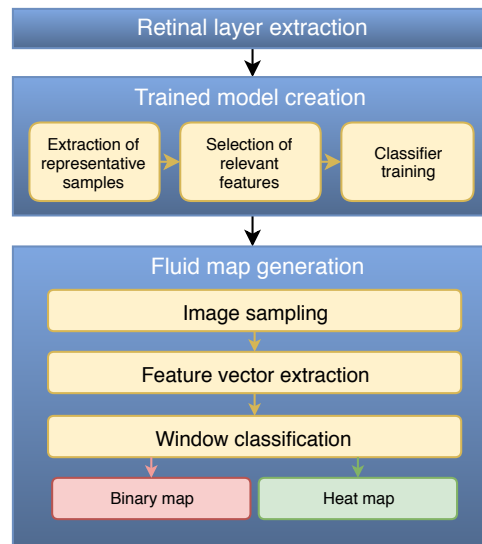 Retinal layer extraction
Trained model creation
Extraction of
representative
samples
Selection of
relevant
features
Classifier
training
Fluid map generation
Image sampling
Feature vector extraction
Window classification
Binary map
Heat map